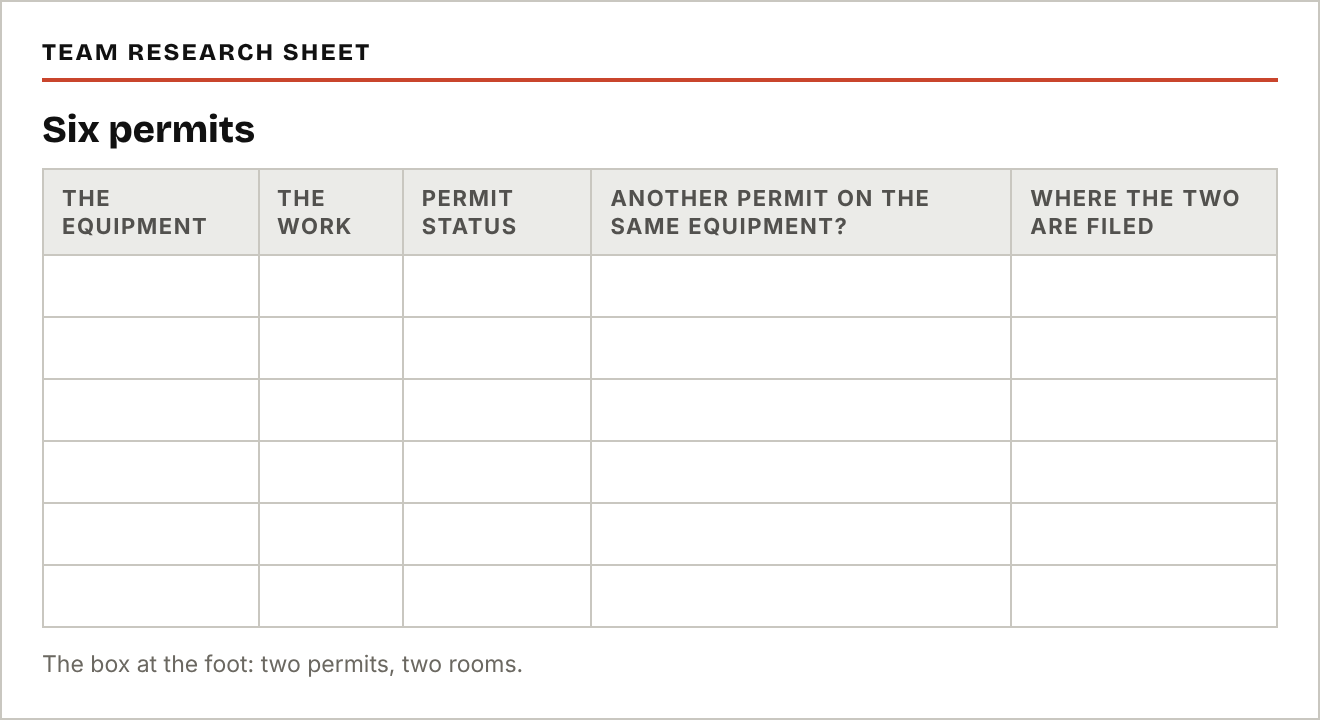 TEAM RESEARCH SHEET
Six permits
THE EQUIPMENT
THE WORK
PERMIT STATUS
ANOTHER PERMIT ON THE SAME EQUIPMENT?
WHERE THE TWO ARE FILED
The box at the foot: two permits, two rooms.